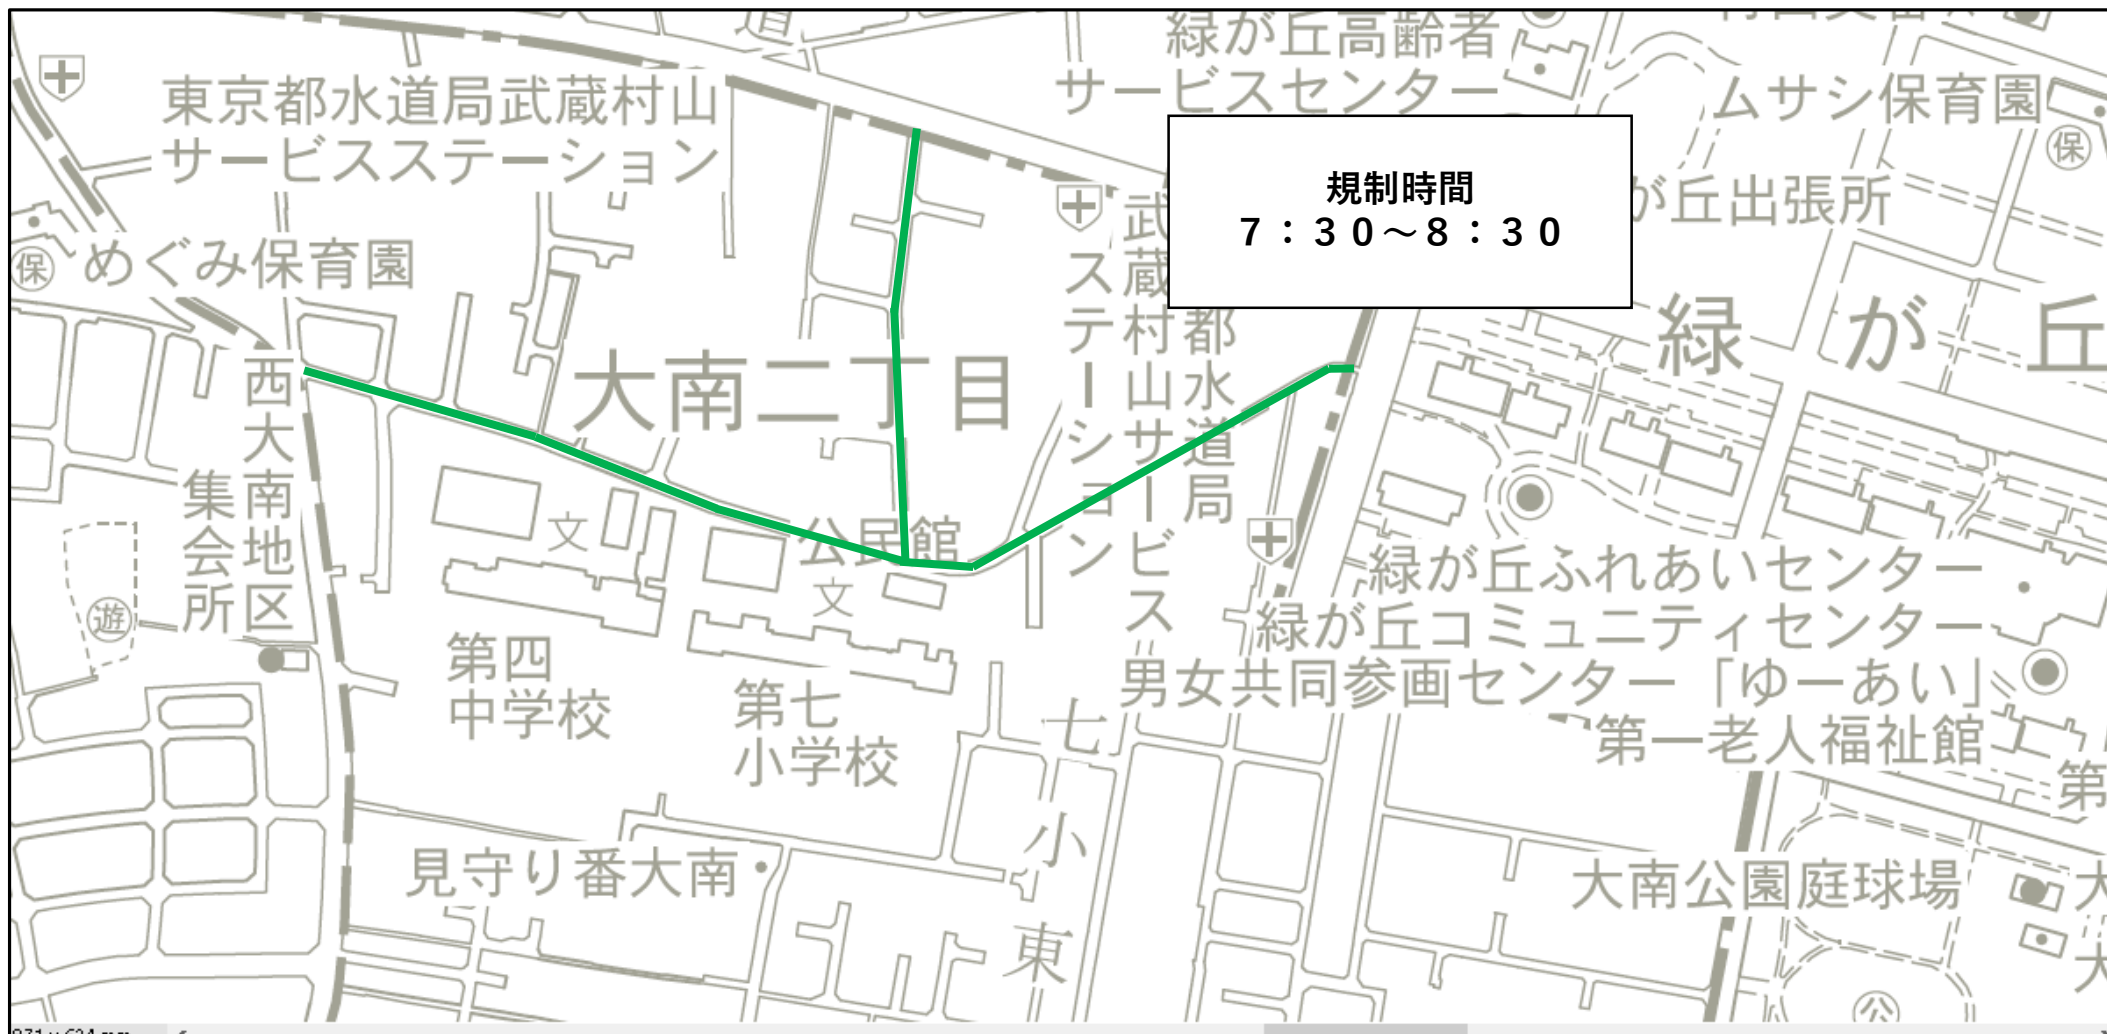 緑が丘高齢者
サービスセンター
東京都水道局武蔵村山
サービスステーション
ムサシ保育園
保
規制時間
７：３０～８：３０
が丘出張所
保
めぐみ保育園
緑が丘
大南二丁目
西大南地区
集会所
武蔵村山サービス
ステーション
都水道局
文
公民館
文
遊
緑が丘ふれあいセンター
緑が丘コミュニティセンター
男女共同参画センター「ゆーあい」
第一老人福祉館
第四
中学校
第七
小学校
七小東
第
見守り番大南
大南公園庭球場
大
大
公